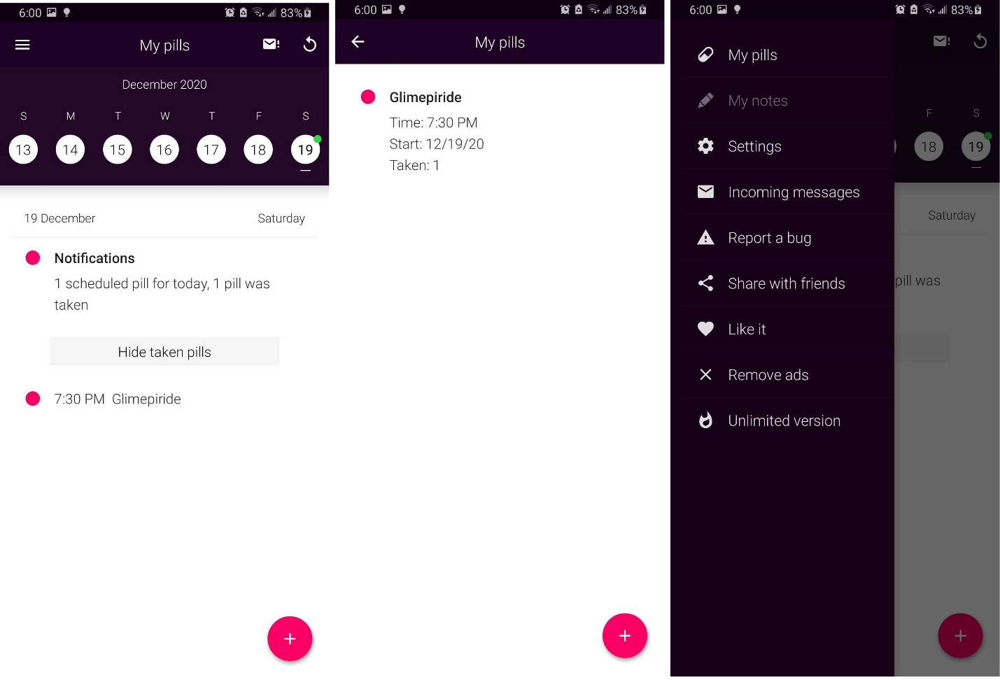 6:00 83%
My pills
December 2020
S M T W T F S
13 14 15 16 17 18 19
19 December Saturday
Notifications
1 scheduled pill for today, 1 pill was
taken
Hide taken pills
7:30 PM Glimepiride
+
6:00 83%
My pills
Glimepiride
Time: 7:30 PM
Start: 12/19/20
Taken: 1
+
6:00 83%
My pills
My notes
Settings
Incoming messages
Report a bug
Share with friends
Like it
Remove ads
Unlimited version
F S
18 19
Saturday
pill was
+